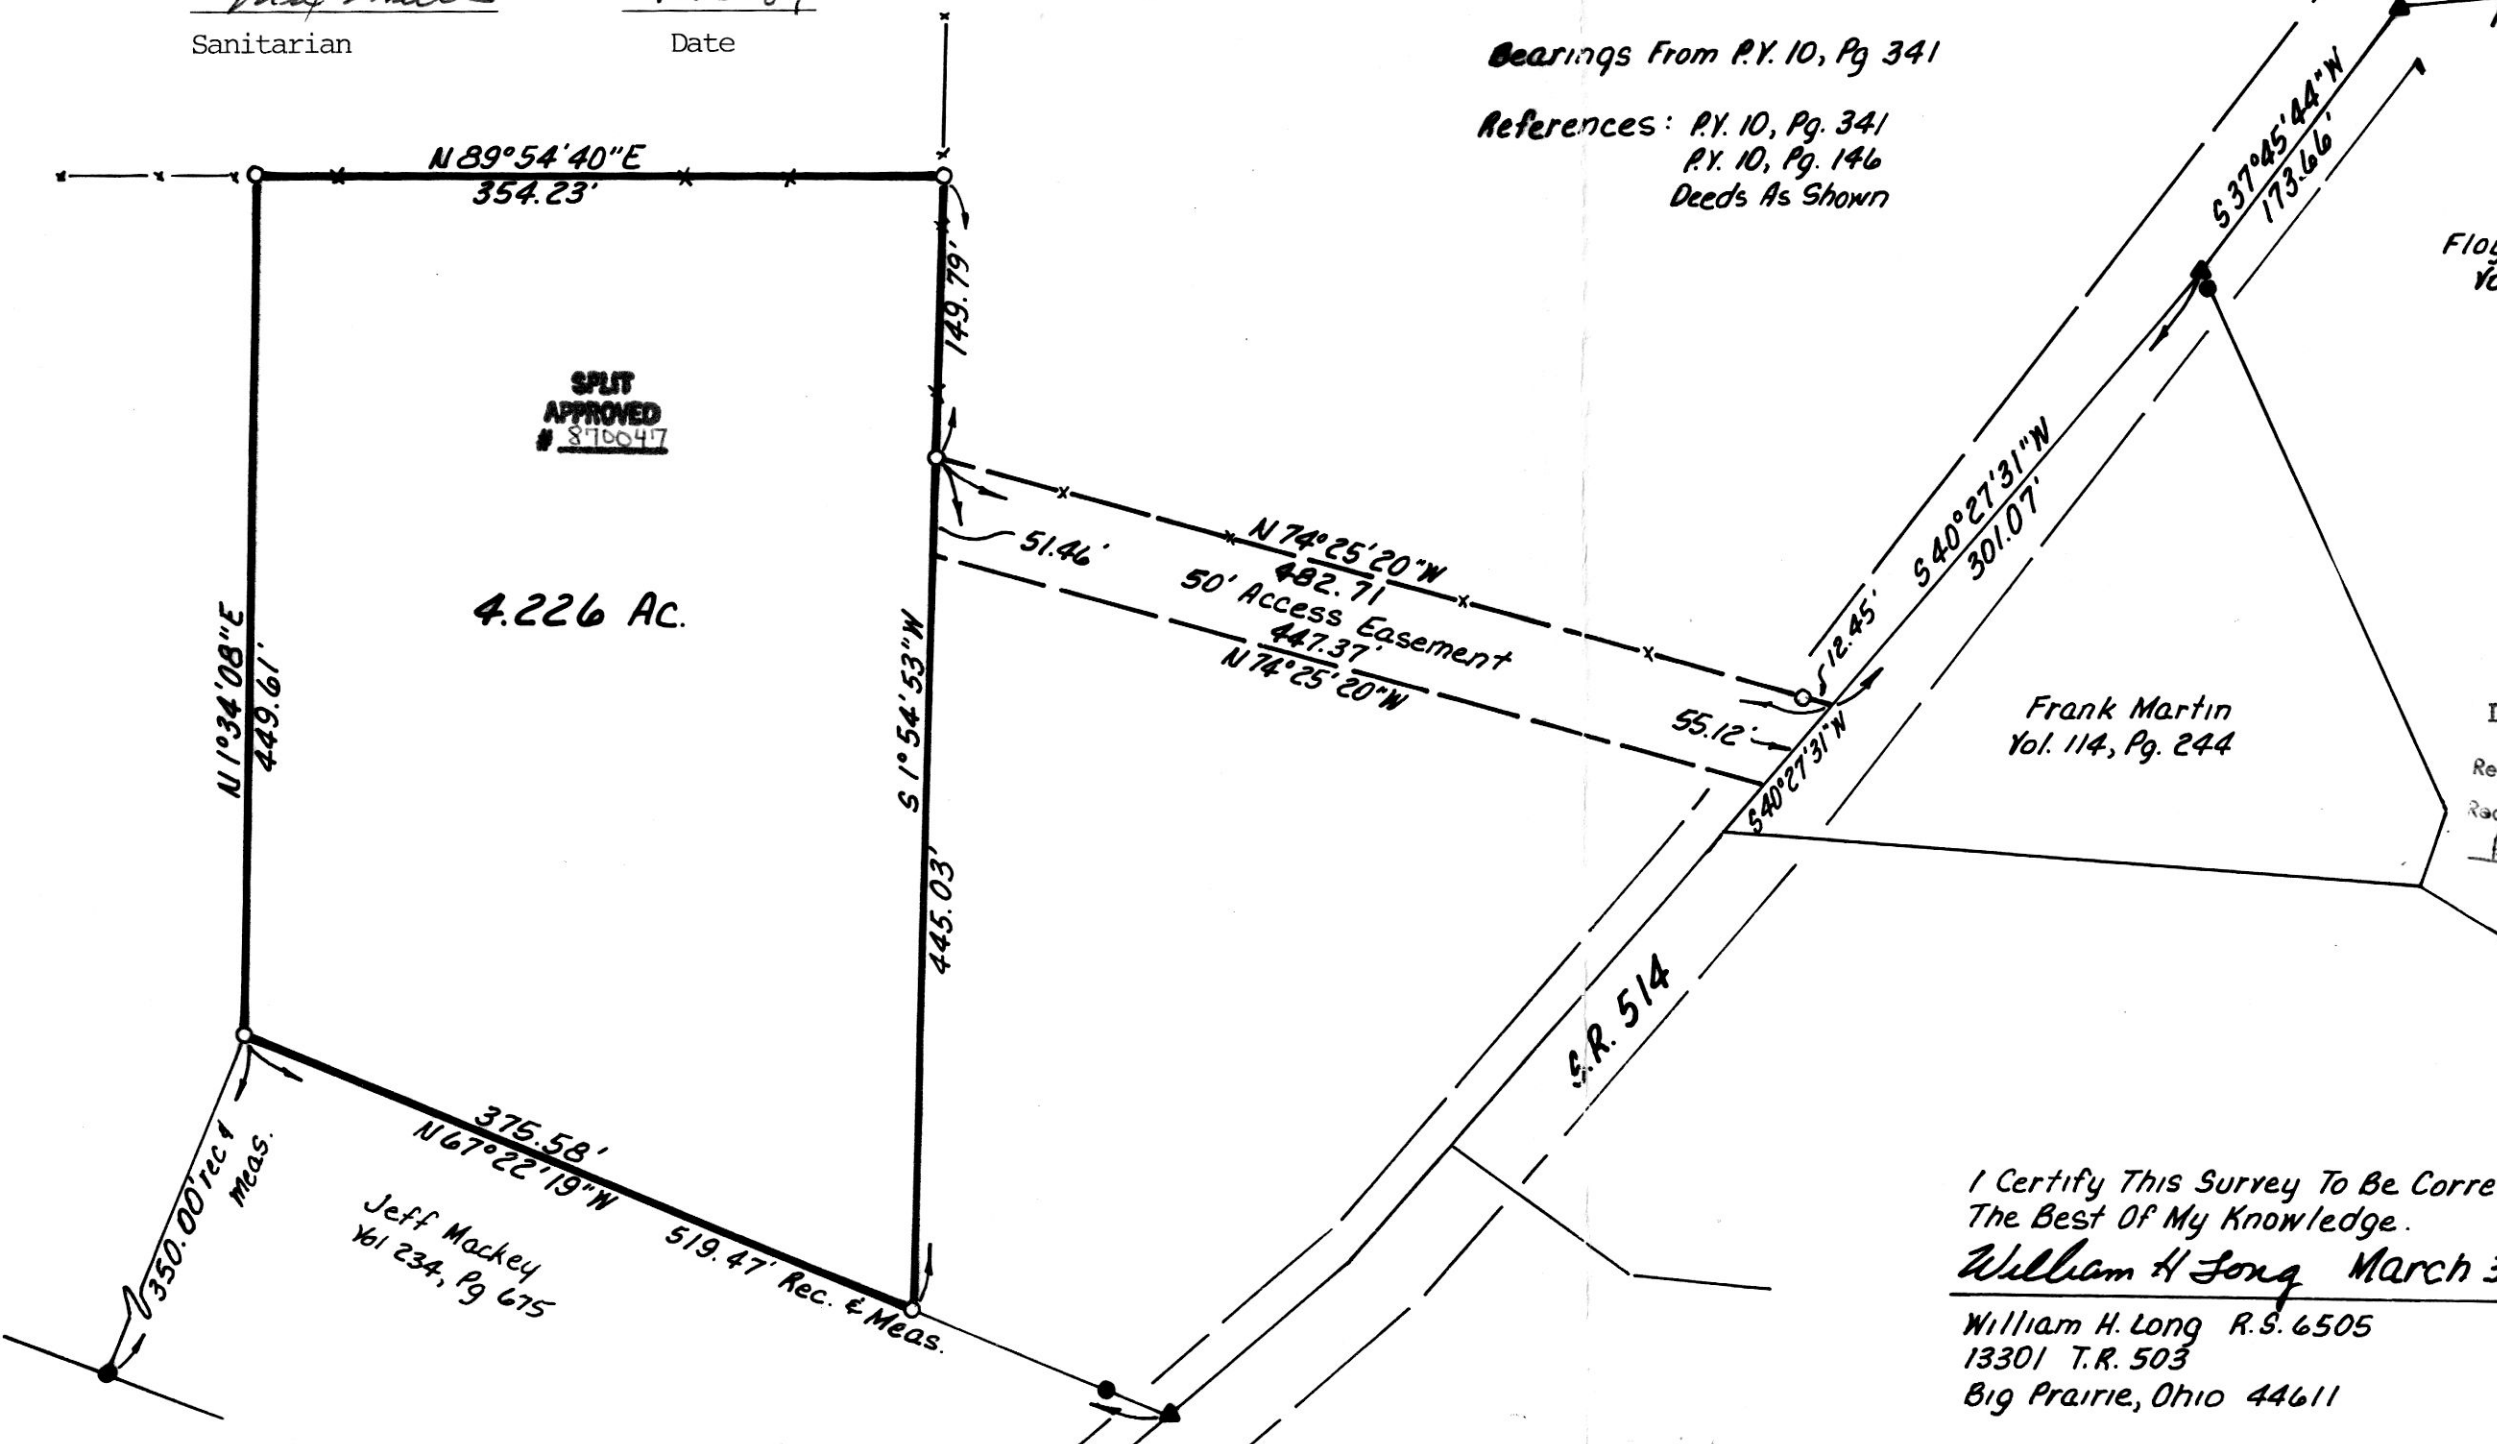 Sanitarian
Date
Bearings From P.V. 10, Pg 341
References: P.V. 10, Pg. 341
P.V. 10, Pg. 146
Deeds As Shown
S 37°45'44"W
173.66'
N 89°54'40"E
354.23'
149.79'
SPLIT
APPROVED
# 870047
4.226 AC.
N 1°34'08"E
449.61'
51.46'
N 74°25'20"W
482.71
50' Access Easement
447.37'
N 74°25'20"W
S 1°54'53"W
445.03'
S 40°27'31"W
301.07'
12.45'
55.12'
S 40°27'31"W
Frank Martin
Vol. 114, Pg. 244
S.R. 514
350.00' rec &
meas.
375.58'
N 67°22'19"W
519.47' Rec. & Meas.
Jeff Mackey
Vol 234, Pg 675
I Certify This Survey To Be Corre
The Best Of My Knowledge.
William H Long March
William H. Long R.S. 6505
13301 T.R. 503
Big Prairie, Ohio 44611